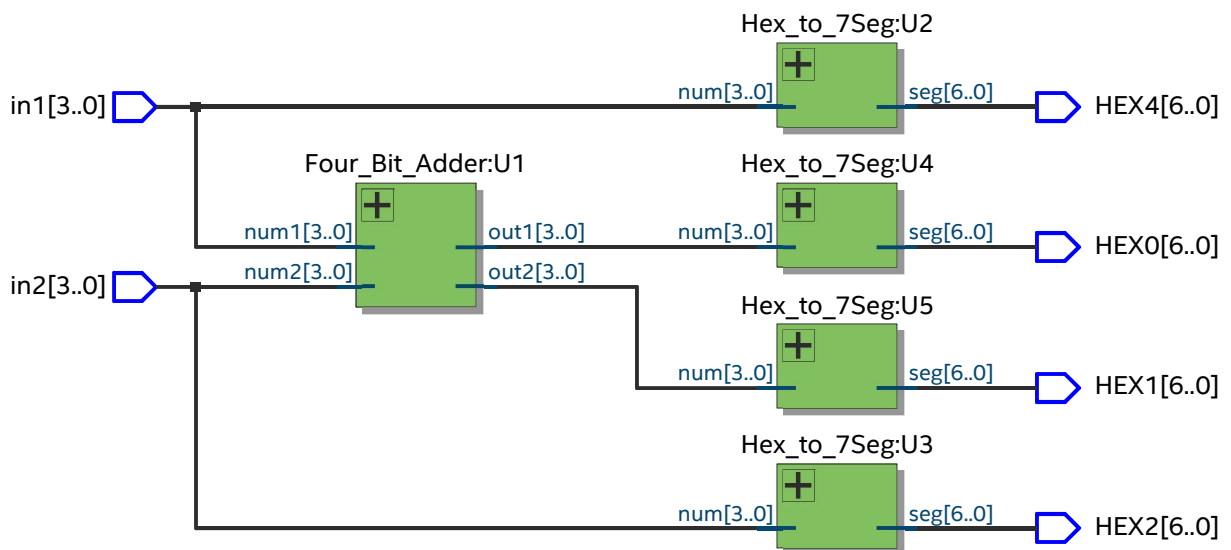 Hex_to_7Seg:U2
in1[3..0]
num[3..0]
seg[6..0]
HEX4[6..0]
Four_Bit_Adder:U1
Hex_to_7Seg:U4
num1[3..0]
out1[3..0]
num[3..0]
seg[6..0]
HEX0[6..0]
in2[3..0]
num2[3..0]
out2[3..0]
Hex_to_7Seg:U5
num[3..0]
seg[6..0]
HEX1[6..0]
Hex_to_7Seg:U3
num[3..0]
seg[6..0]
HEX2[6..0]